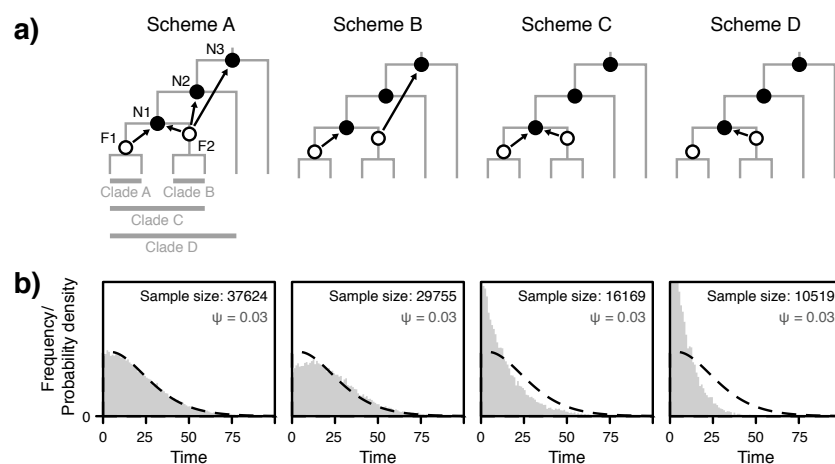 a)
Scheme A
Scheme B
Scheme C
Scheme D
N3
N2
N1
F1
F2
Clade A
Clade B
Clade C
Clade D
b)
Frequency/
Probability density
0
Sample size: 37624
ψ = 0.03
Sample size: 29755
ψ = 0.03
Sample size: 16169
ψ = 0.03
Sample size: 10519
ψ = 0.03
0 25 50 75
0 25 50 75
0 25 50 75
0 25 50 75
Time
Time
Time
Time